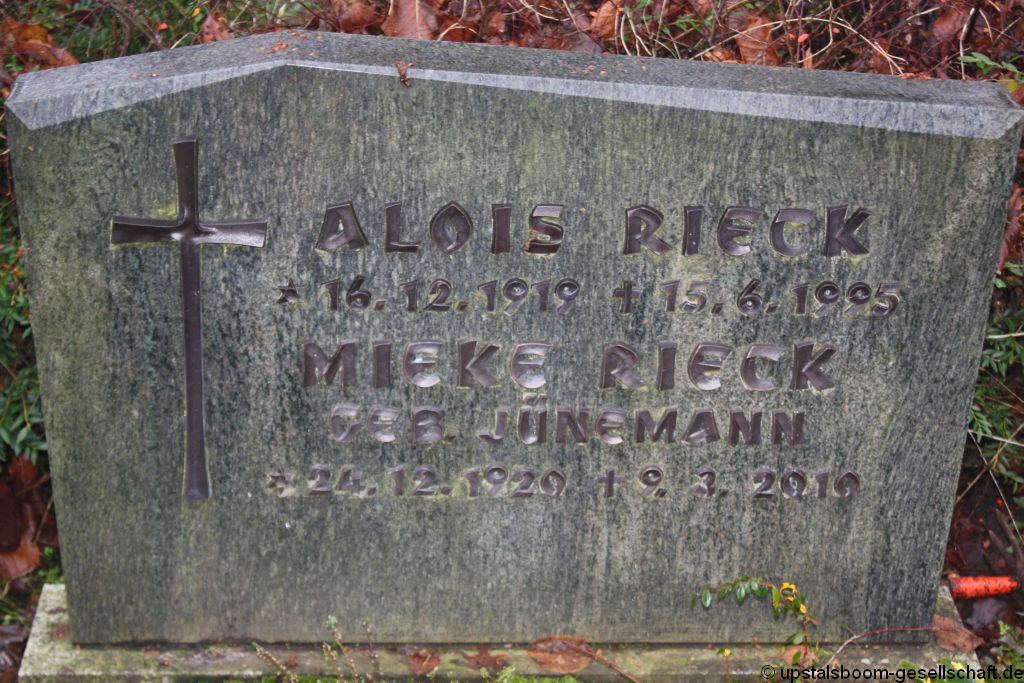 ALOIS RIECK
* 16. 12. 1919 † 15. 6. 1995
MIEKE RIECK
GEB. JÜNEMANN
* 24. 12. 1920 † 9. 3. 2010
© upstalsboom-gesellschaft.de